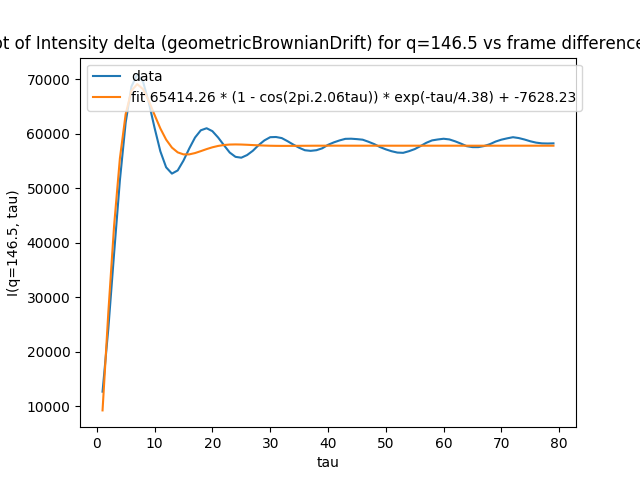 ot of Intensity delta (geometricBrownianDrift) for q=146.5 vs frame difference
data
fit 65414.26 * (1 - cos(2pi.2.06tau)) * exp(-tau/4.38) + -7628.23
I(q=146.5, tau)
70000
60000
50000
40000
30000
20000
10000
0 10 20 30 40 50 60 70 80
tau